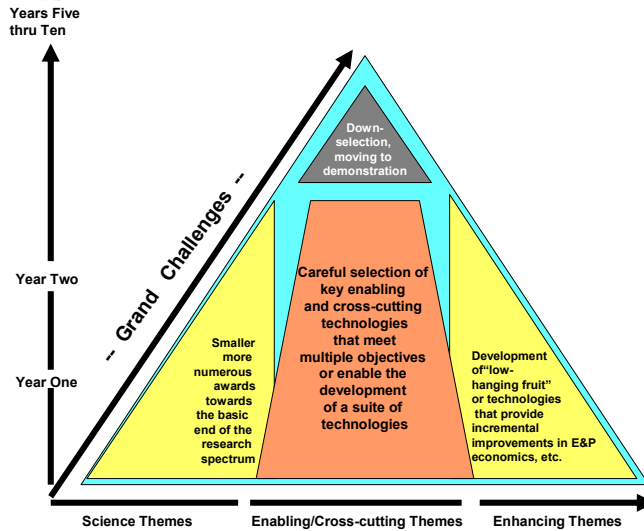 Years Five
thru Ten
Down-
selection,
moving to
demonstration
-- Grand Challenges --
Year Two
Year One
Careful selection of
key enabling
and cross-cutting
technologies
that meet
multiple objectives
or enable the
development
of a suite of
technologies
Smaller
more
numerous
awards
towards
the basic
end of the
research
spectrum
Development
of“low-
hanging fruit”
or technologies
that provide
incremental
improvements in E&P
economics, etc.
Science Themes
Enabling/Cross-cutting Themes
Enhancing Themes